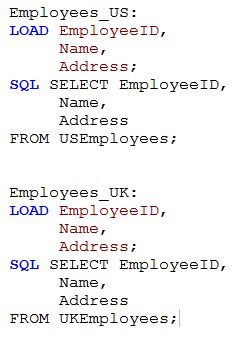 Employees_US:
LOAD EmployeeID,
Name,
Address;
SQL SELECT EmployeeID,
Name,
Address
FROM USEmployees;
Employees_UK:
LOAD EmployeeID,
Name,
Address;
SQL SELECT EmployeeID,
Name,
Address
FROM UKEmployees;